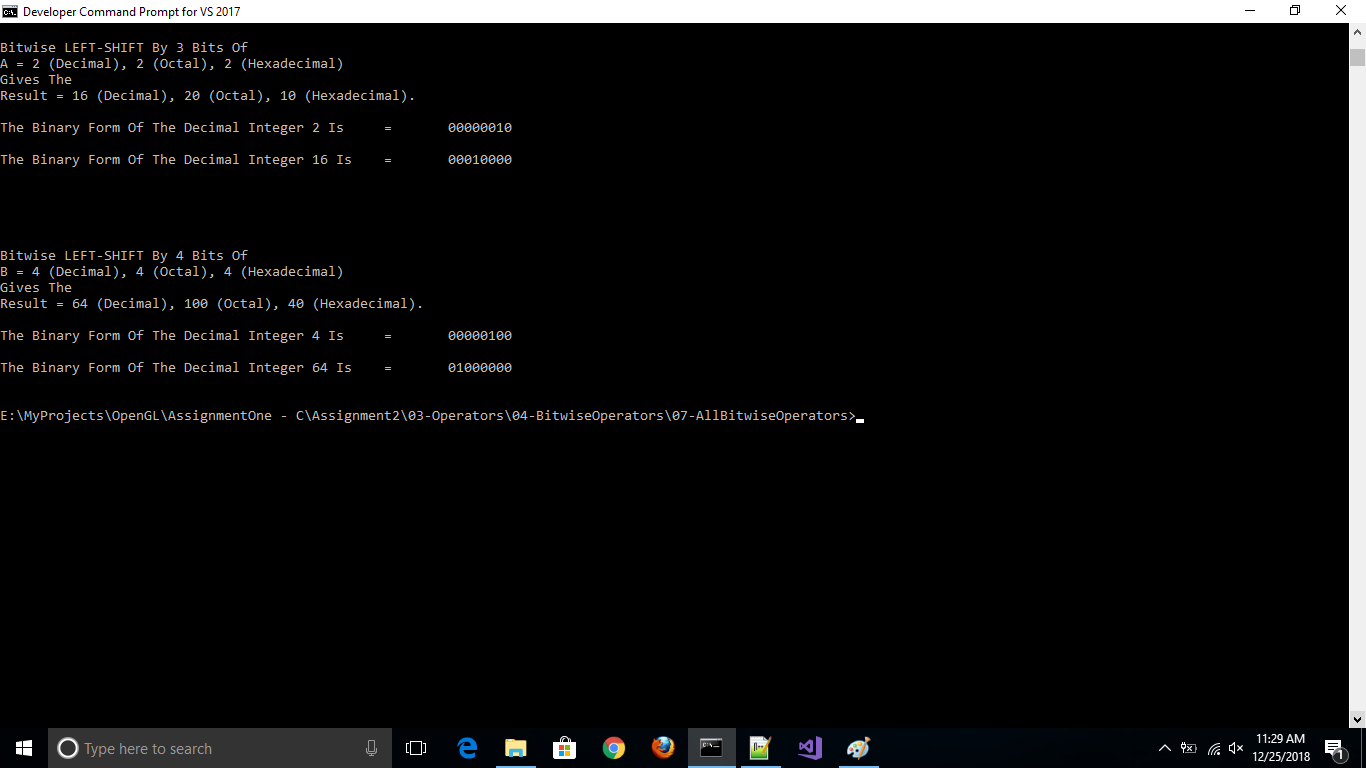 Developer Command Prompt for VS 2017
Bitwise LEFT-SHIFT By 3 Bits Of
A = 2 (Decimal), 2 (Octal), 2 (Hexadecimal)
Gives The
Result = 16 (Decimal), 20 (Octal), 10 (Hexadecimal).
The Binary Form Of The Decimal Integer 2 Is = 00000010
The Binary Form Of The Decimal Integer 16 Is = 00010000
Bitwise LEFT-SHIFT By 4 Bits Of
B = 4 (Decimal), 4 (Octal), 4 (Hexadecimal)
Gives The
Result = 64 (Decimal), 100 (Octal), 40 (Hexadecimal).
The Binary Form Of The Decimal Integer 4 Is = 00000100
The Binary Form Of The Decimal Integer 64 Is = 01000000
E:\MyProjects\OpenGL\AssignmentOne - C\Assignment2\03-Operators\04-BitwiseOperators\07-AllBitwiseOperators>
Type here to search
11:29 AM
12/25/2018
1